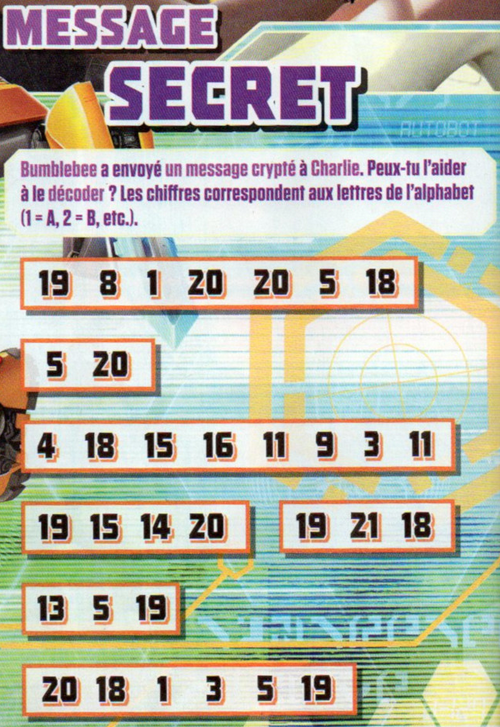 MESSAGE
SECRET
AUTOBOT
Bumblebee a envoyé un message crypté à Charlie. Peux-tu l'aider
à le décoder ? Les chiffres correspondent aux lettres de l'alphabet
(1 = A, 2 = B, etc.).
19 8 1 20 20 5 18
5 20
4 18 15 16 11 9 3 11
19 15 14 20 19 21 18
13 5 19
20 18 1 3 5 19